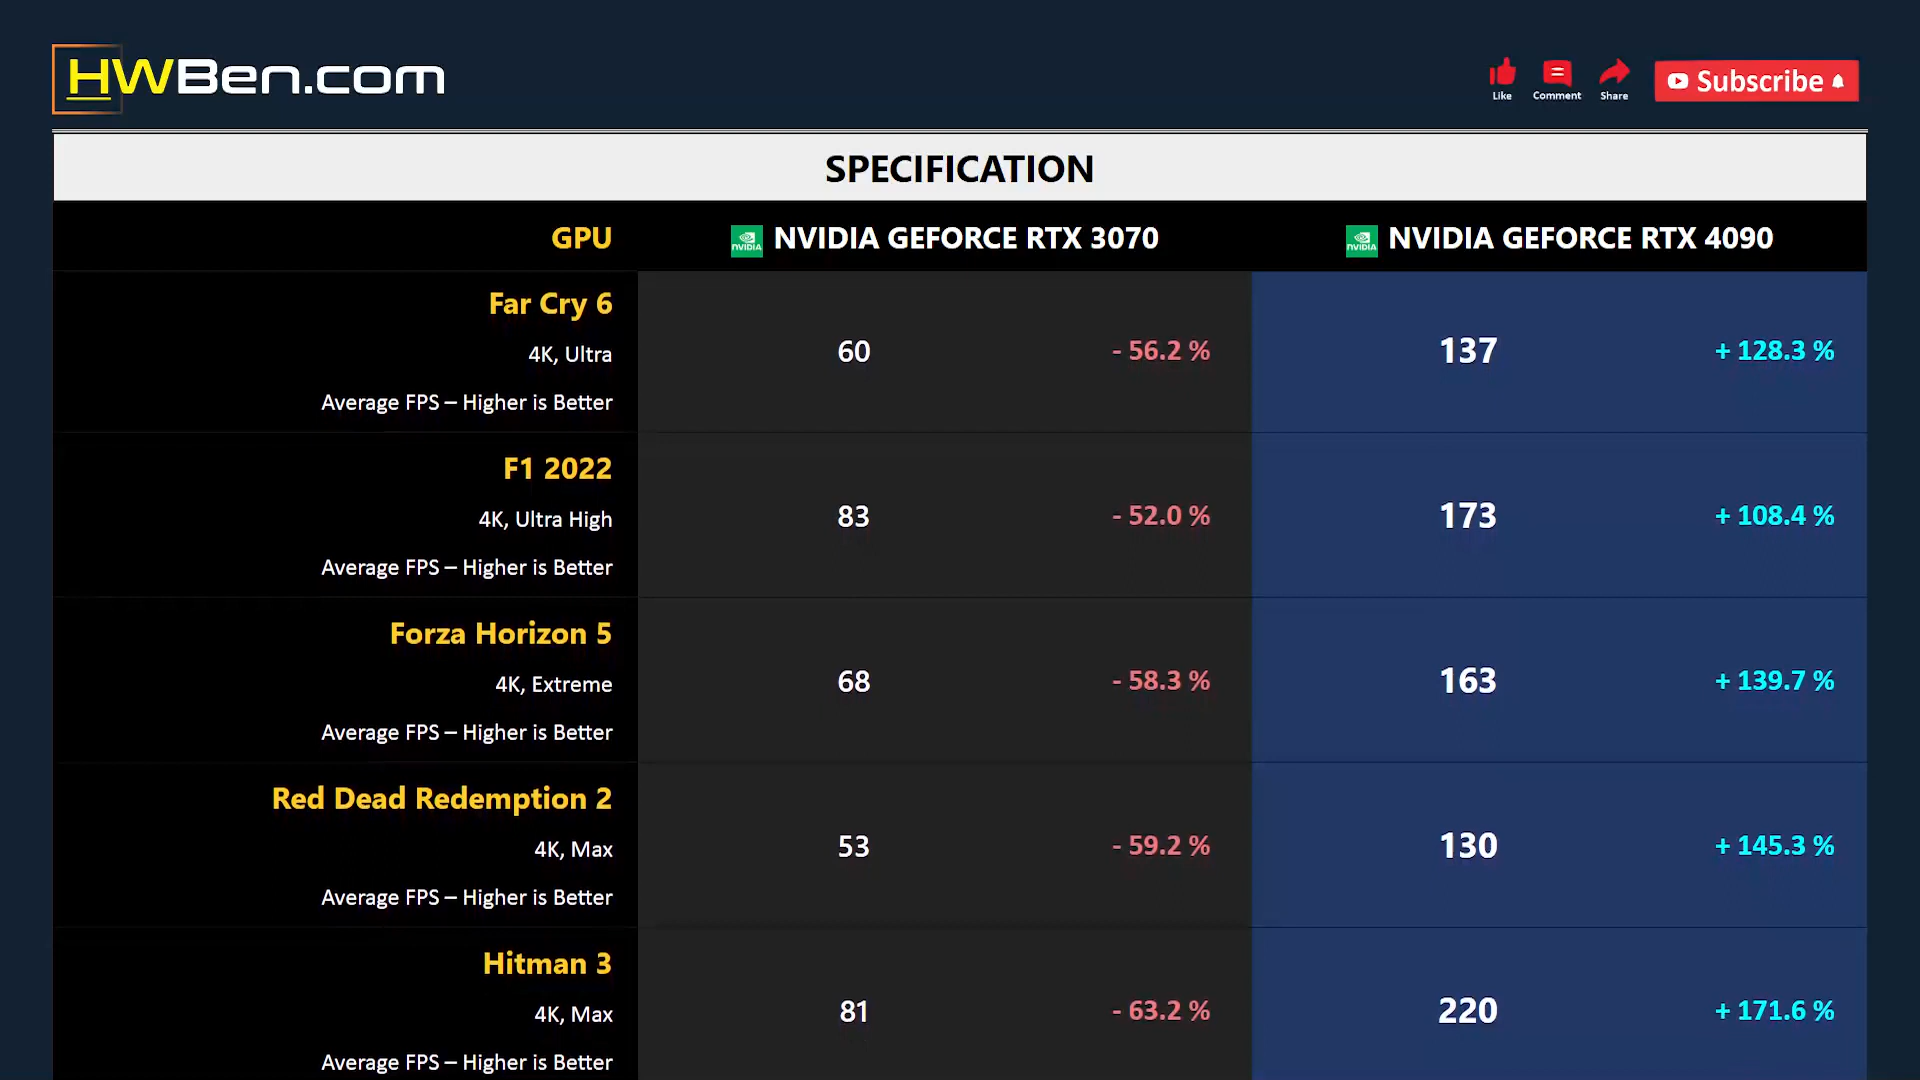 HWBen.com
Like
Comment
Share
Subscribe
SPECIFICATION
GPU
NVIDIA NVIDIA GEFORCE RTX 3070
NVIDIA NVIDIA GEFORCE RTX 4090
Far Cry 6
4K, Ultra
Average FPS – Higher is Better
60
- 56.2 %
137
+ 128.3 %
F1 2022
4K, Ultra High
Average FPS – Higher is Better
83
- 52.0 %
173
+ 108.4 %
Forza Horizon 5
4K, Extreme
Average FPS – Higher is Better
68
- 58.3 %
163
+ 139.7 %
Red Dead Redemption 2
4K, Max
Average FPS – Higher is Better
53
- 59.2 %
130
+ 145.3 %
Hitman 3
4K, Max
Average FPS – Higher is Better
81
- 63.2 %
220
+ 171.6 %